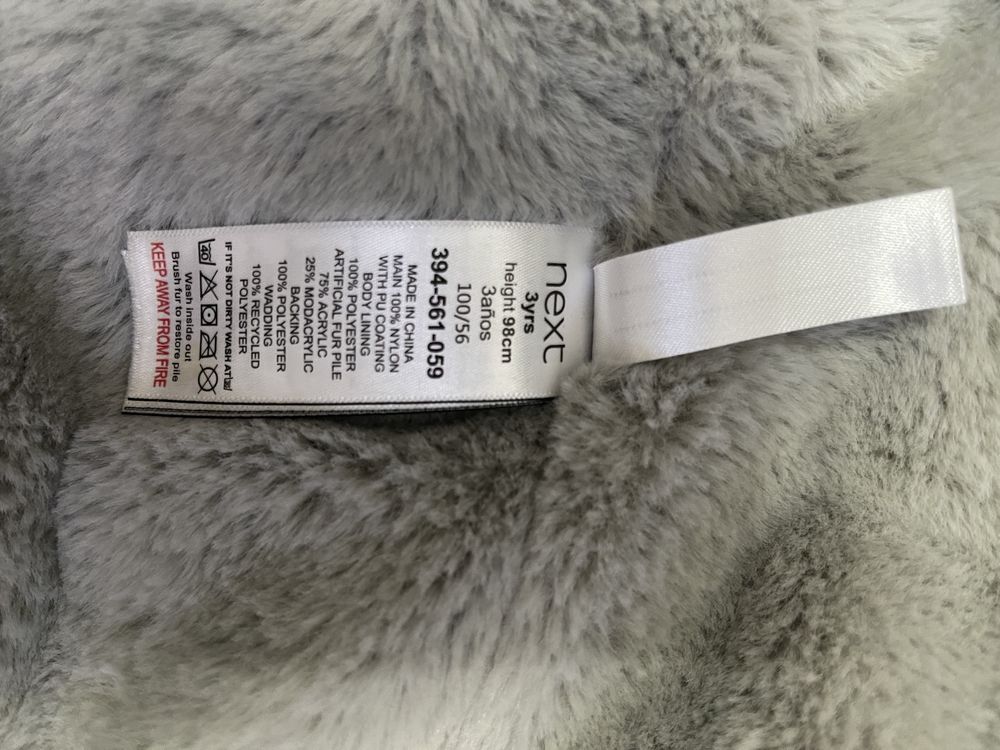 next
3yrs
height 98cm
3años
100/56
394-561-059
MADE IN CHINA
MAIN 100% NYLON
WITH PU COATING
BODY LINING
100% POLYESTER
ARTIFICIAL FUR PILE
75% ACRYLIC
25% MODACRYLIC
BACKING
100% POLYESTER
WADDING
100% RECYCLED
POLYESTER
IF IT'S NOT DIRTY WASH AT
40
Wash inside out
Brush fur to restore pile
KEEP AWAY FROM FIRE